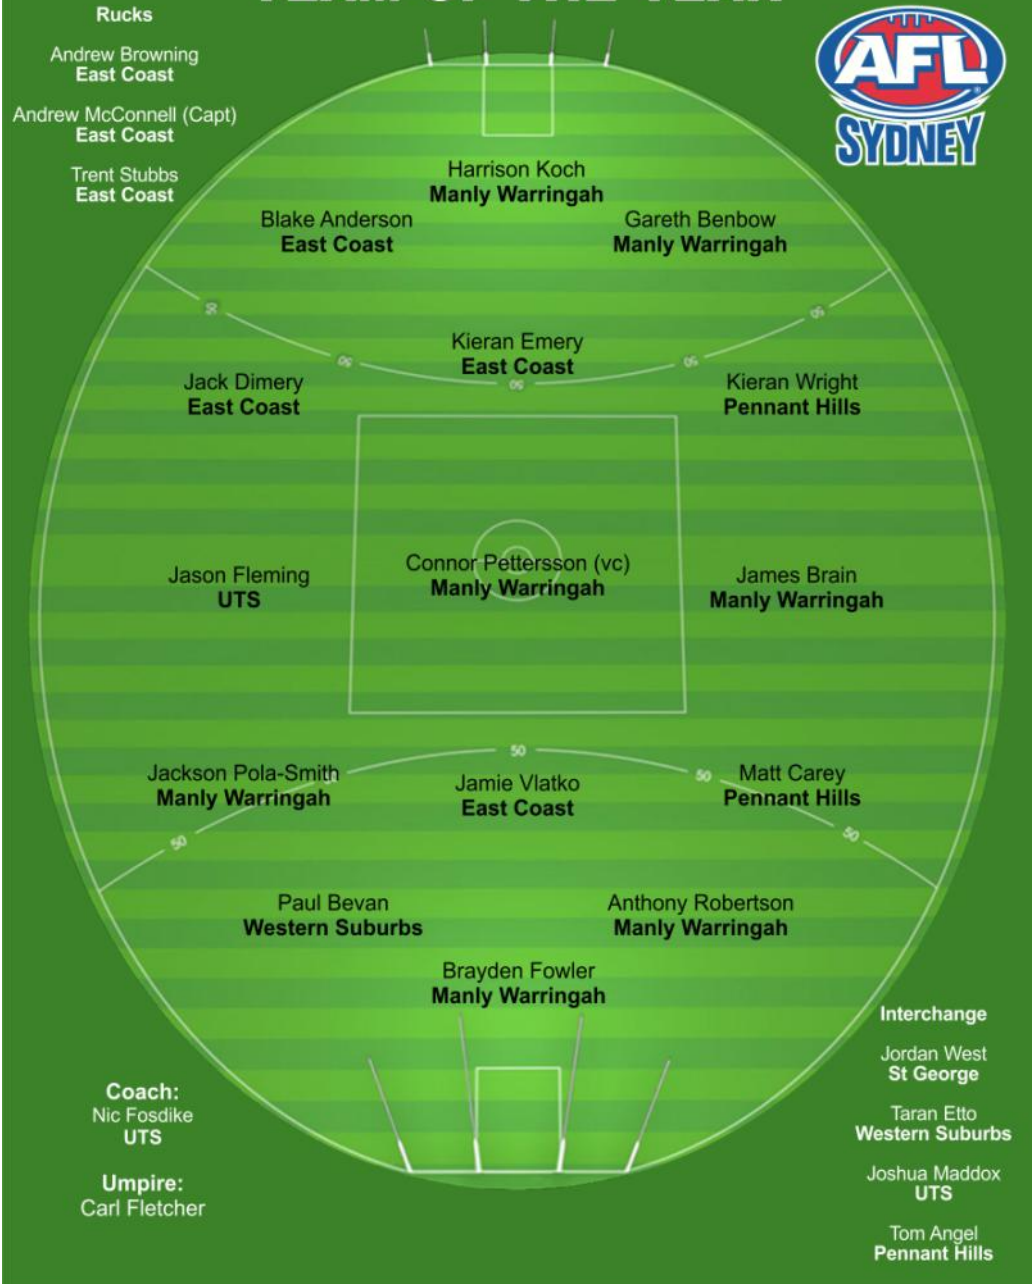 TEAM OF THE YEAR
Rucks
Andrew Browning
East Coast
Andrew McConnell (Capt)
East Coast
Trent Stubbs
East Coast
AFL
SYDNEY
Harrison Koch
Manly Warringah
Blake Anderson
East Coast
Gareth Benbow
Manly Warringah
50
50
50
50
50
Kieran Emery
East Coast
Jack Dimery
East Coast
Kieran Wright
Pennant Hills
Jason Fleming
UTS
Connor Pettersson (vc)
Manly Warringah
James Brain
Manly Warringah
50
50
50
50
50
Jackson Pola-Smith
Manly Warringah
Jamie Vlatko
East Coast
Matt Carey
Pennant Hills
Paul Bevan
Western Suburbs
Anthony Robertson
Manly Warringah
Brayden Fowler
Manly Warringah
Coach:
Nic Fosdike
UTS
Umpire:
Carl Fletcher
Interchange
Jordan West
St George
Taran Etto
Western Suburbs
Joshua Maddox
UTS
Tom Angel
Pennant Hills